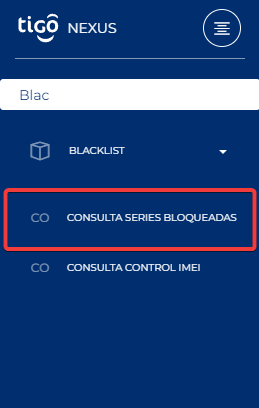 tigo NEXUS
Blac
BLACKLIST
CO CONSULTA SERIES BLOQUEADAS
CO CONSULTA CONTROL IMEI